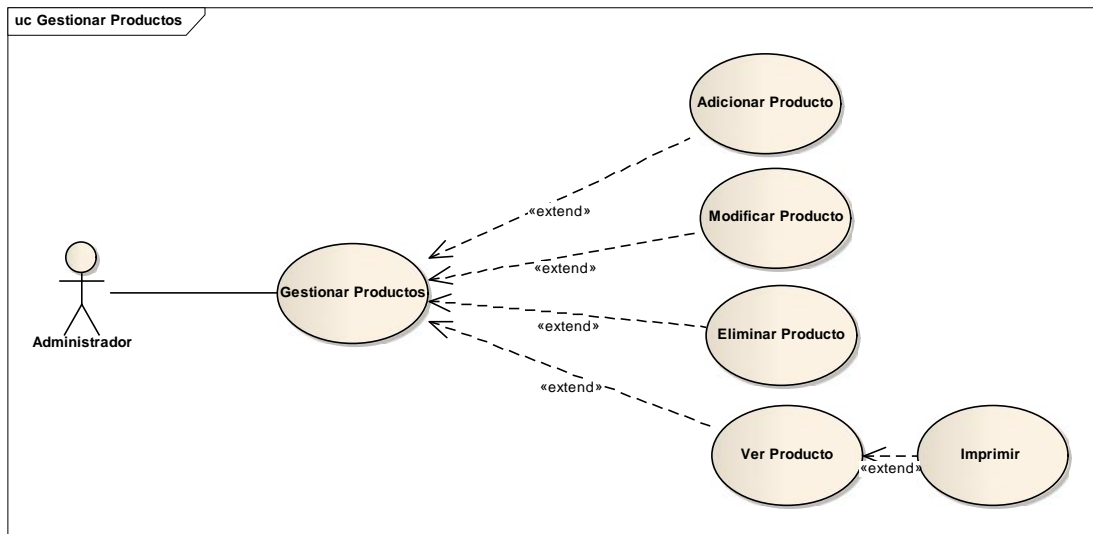 uc Gestionar Productos
Adicionar Producto
«extend»
Modificar Producto
«extend»
Gestionar Productos
Administrador
«extend»
Eliminar Producto
«extend»
Ver Producto
«extend»
Imprimir